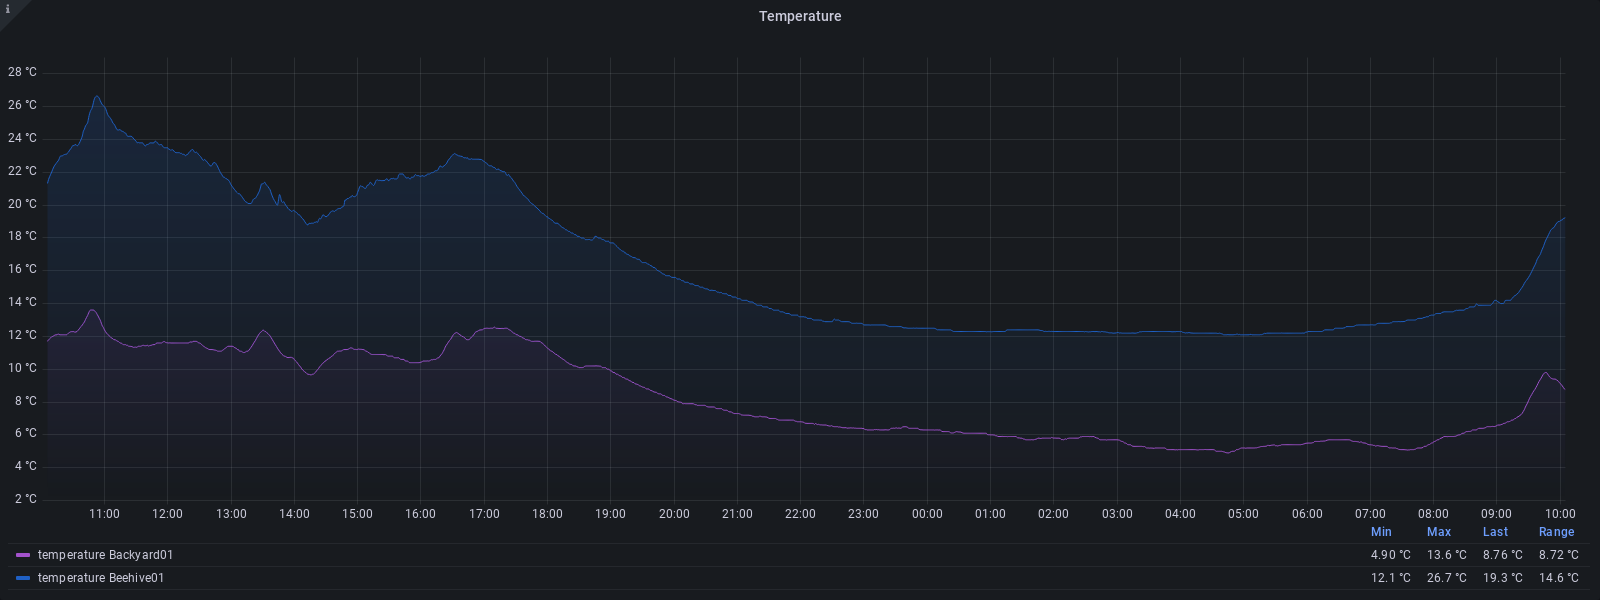 i
Temperature
28 °C
26 °C
24 °C
22 °C
20 °C
18 °C
16 °C
14 °C
12 °C
10 °C
8 °C
6 °C
4 °C
2 °C
11:00 12:00 13:00 14:00 15:00 16:00 17:00 18:00 19:00 20:00 21:00 22:00 23:00 00:00 01:00 02:00 03:00 04:00 05:00 06:00 07:00 08:00 09:00 10:00
Min Max Last Range
temperature Backyard01 4.90 °C 13.6 °C 8.76 °C 8.72 °C
temperature Beehive01 12.1 °C 26.7 °C 19.3 °C 14.6 °C